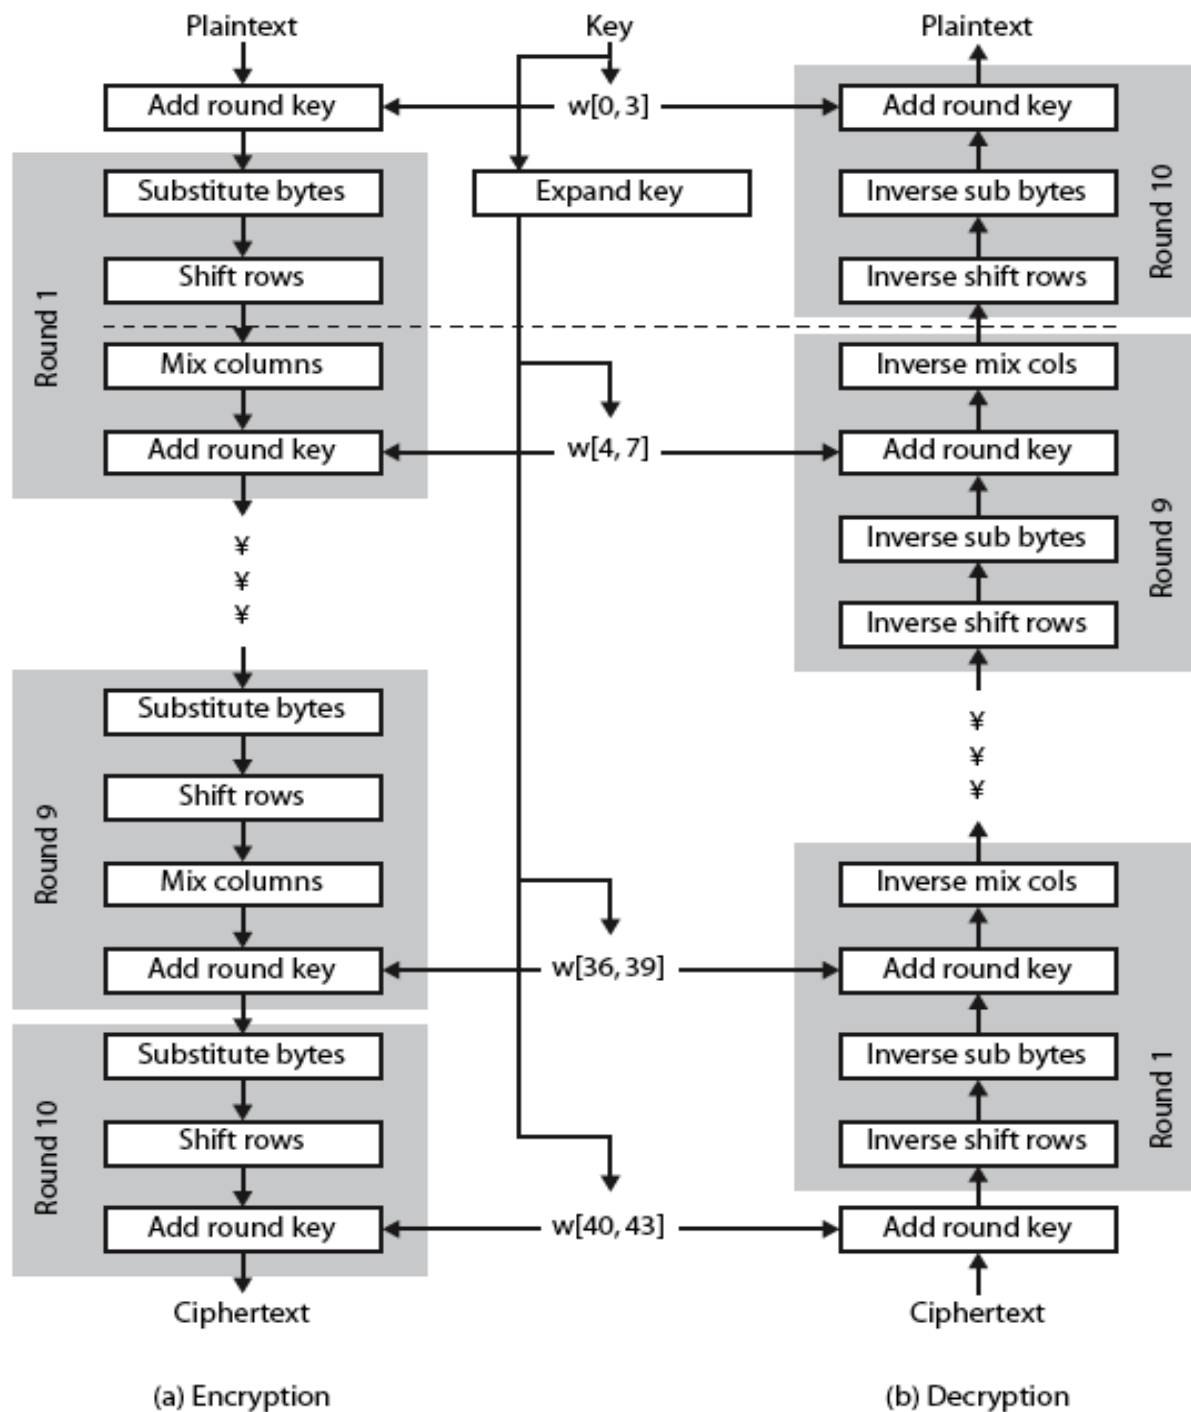 Plaintext
Key
Plaintext
Add round key
w[0, 3]
Add round key
Substitute bytes
Expand key
Inverse sub bytes
Round 10
Shift rows
Inverse shift rows
Round 1
Mix columns
Inverse mix cols
Add round key
w[4, 7]
Add round key
Round 9
¥
¥
¥
Inverse sub bytes
Inverse shift rows
Substitute bytes
¥
¥
¥
Shift rows
Round 9
Mix columns
Inverse mix cols
Add round key
w[36, 39]
Add round key
Substitute bytes
Inverse sub bytes
Round 1
Round 10
Shift rows
Inverse shift rows
Add round key
w[40, 43]
Add round key
Ciphertext
Ciphertext
(a) Encryption
(b) Decryption